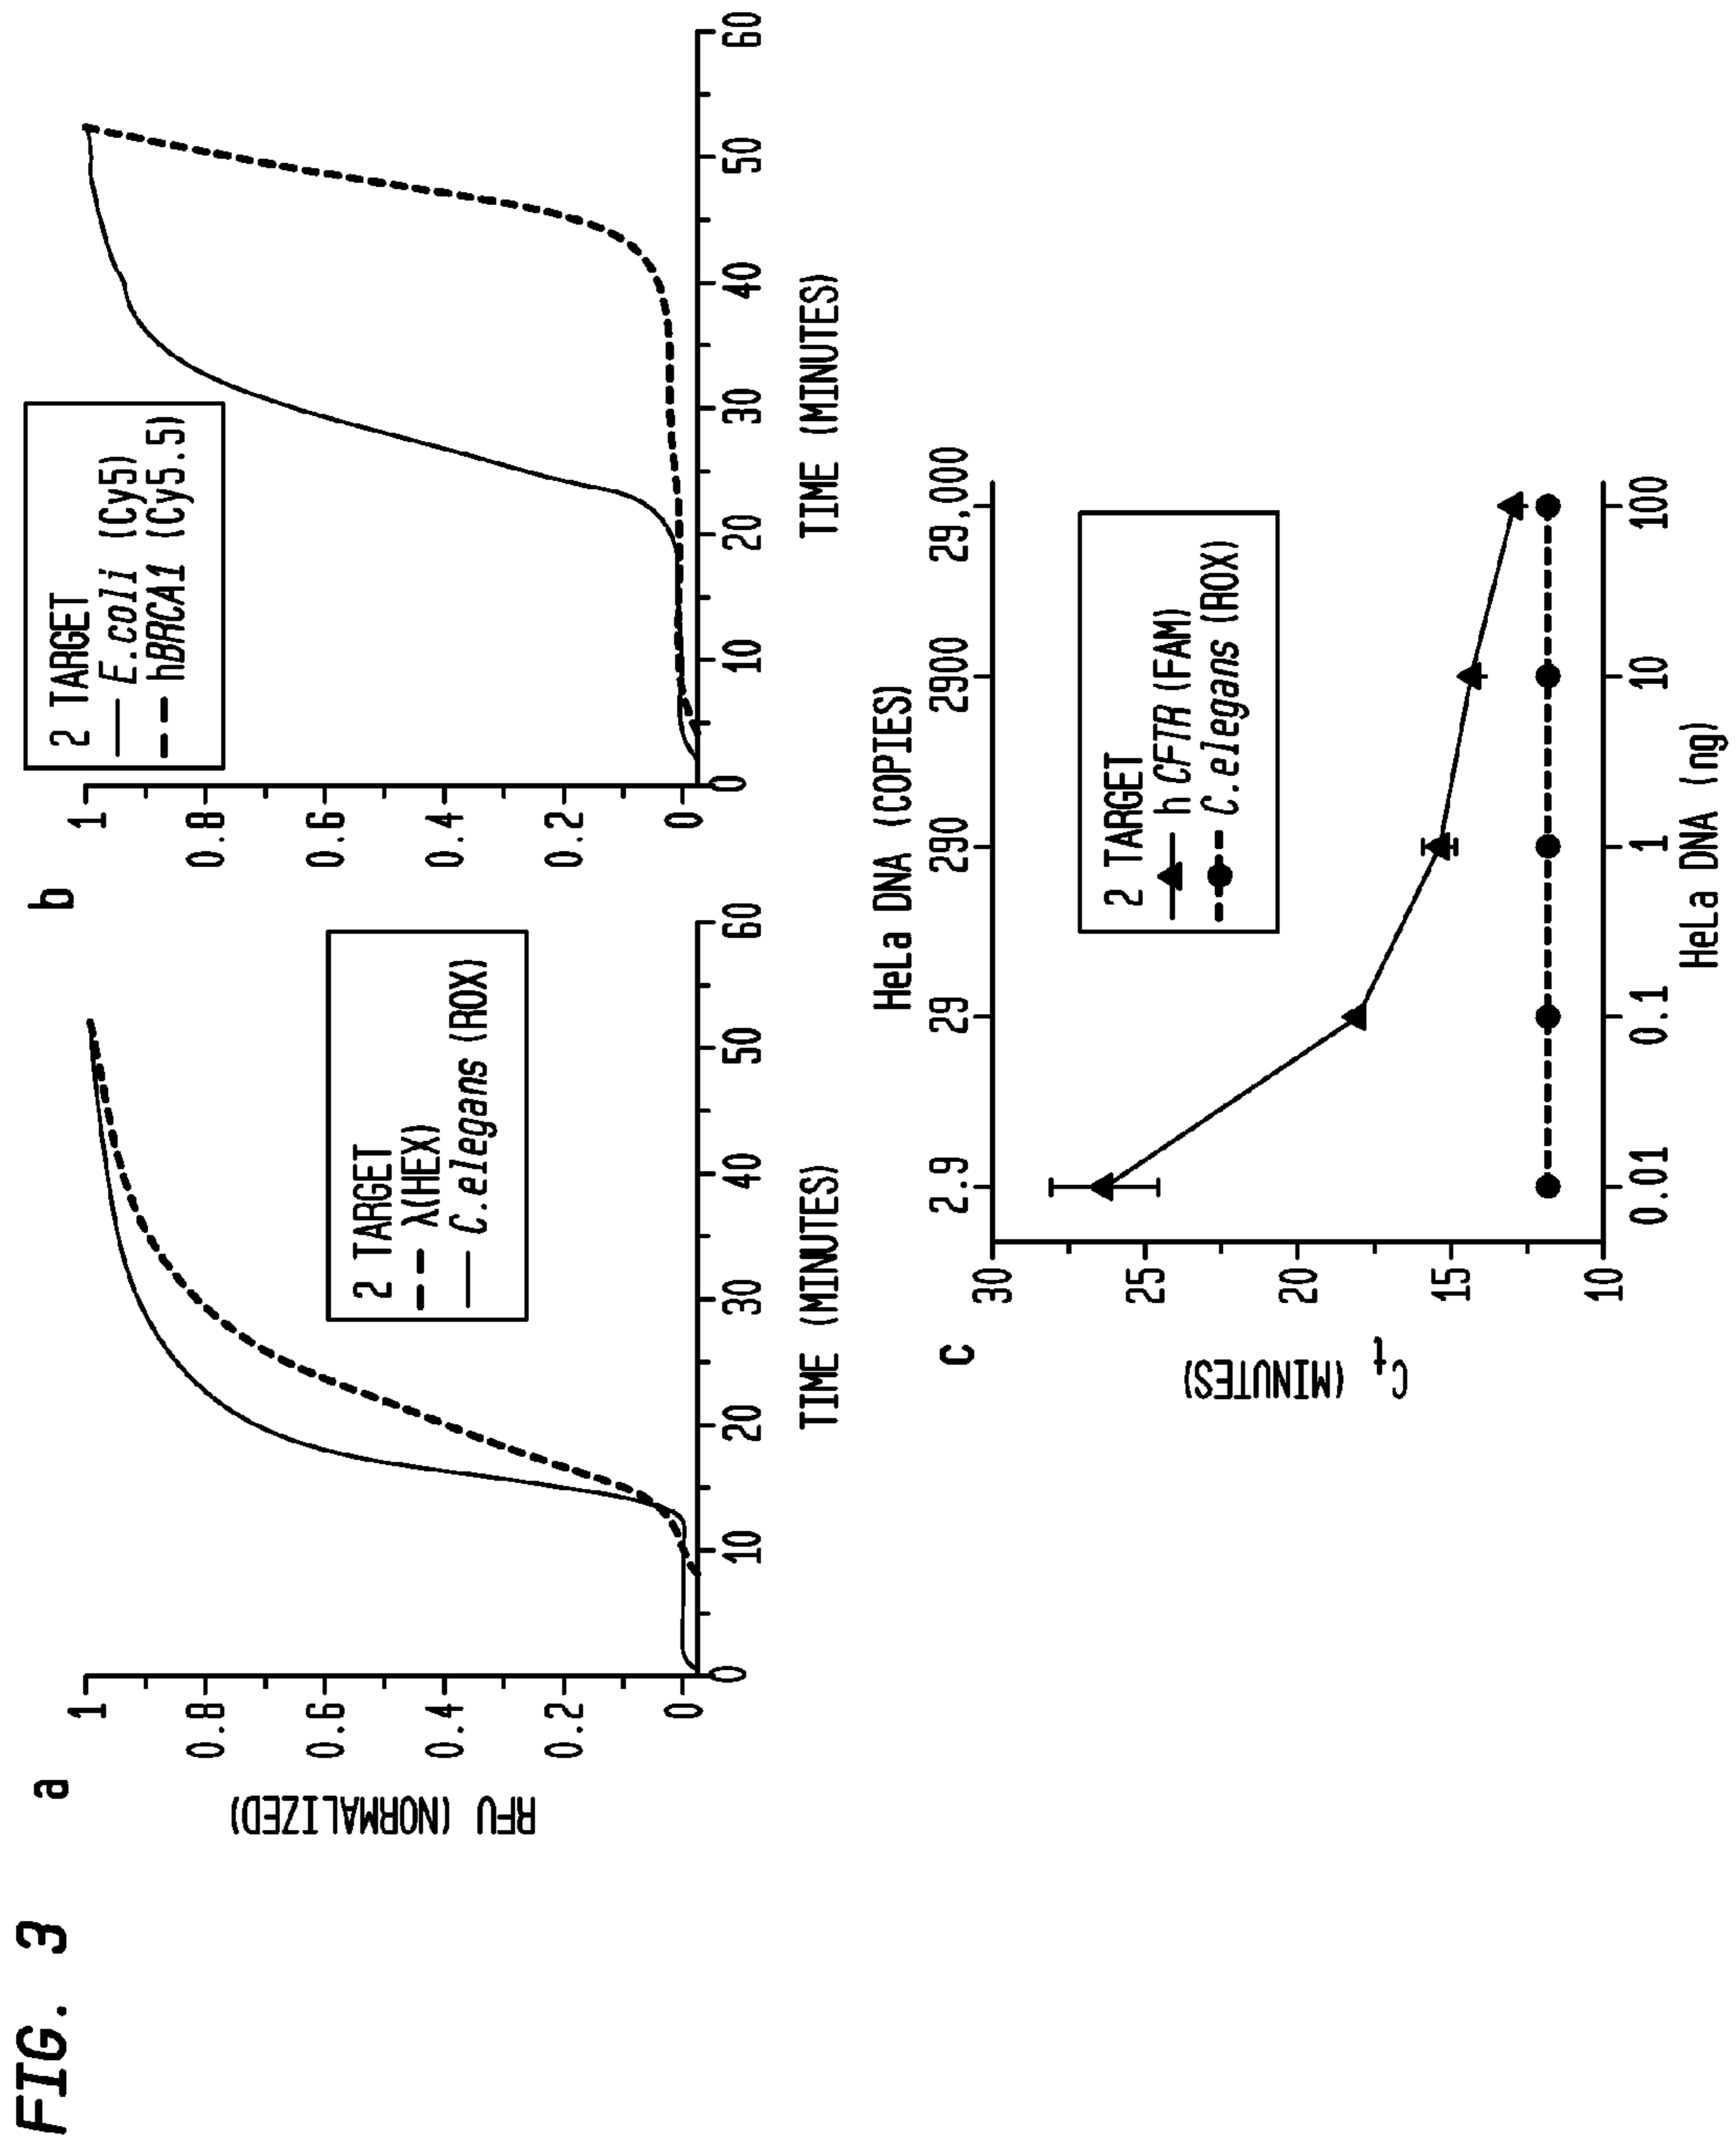 FIG. 3
a
RFU (NORMALIZED)
1
0.8
0.6
0.4
0.2
0
0 10 20 30 40 50 60
TIME (MINUTES)
2 TARGET
λ(HEX)
C.elegans (ROX)
b
1
0.8
0.6
0.4
0.2
0
0 10 20 30 40 50 60
TIME (MINUTES)
2 TARGET
E.coli (Cy5)
hBRCA1 (Cy5.5)
c
HeLa DNA (COPIES)
2.9 29 290 2900 29,000
Ct (MINUTES)
30
25
20
15
10
2 TARGET
h CFTR (FAM)
C.elegans (ROX)
0.01 0.1 1 10 100
HeLa DNA (ng)